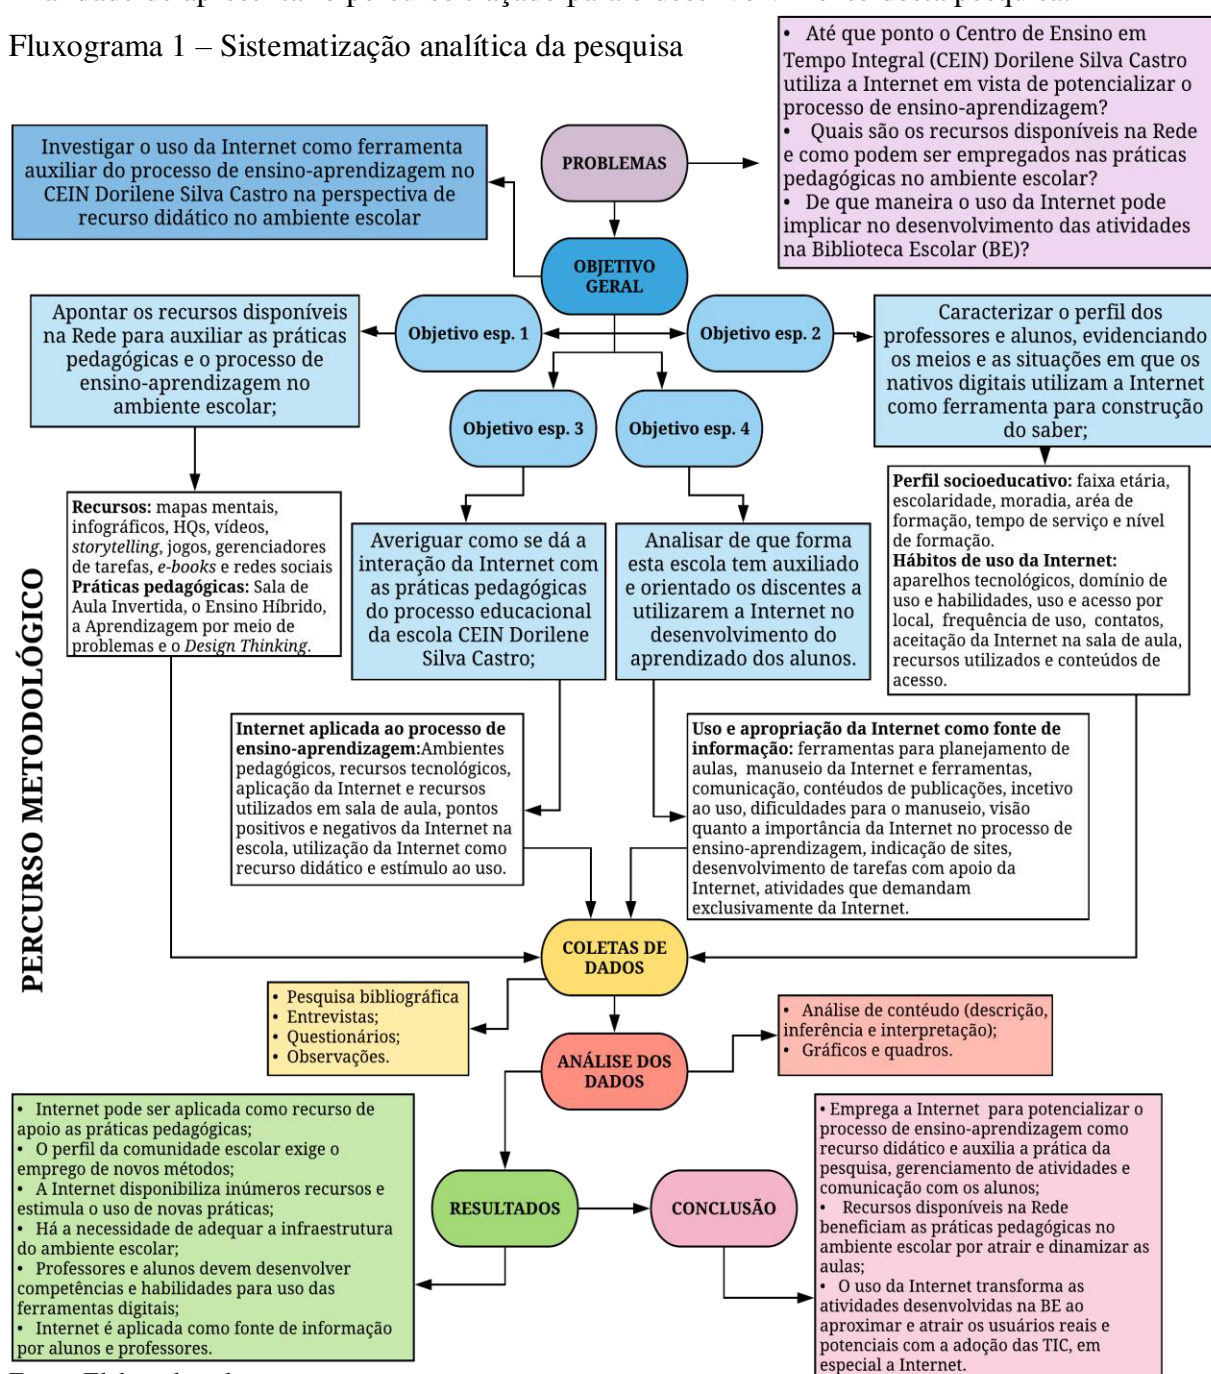 Fluxograma 1 – Sistematização analítica da pesquisa
• Até que ponto o Centro de Ensino em
Tempo Integral (CEIN) Dorilene Silva Castro
utiliza a Internet em vista de potencializar o
processo de ensino-aprendizagem?
• Quais são os recursos disponíveis na Rede
e como podem ser empregados nas práticas
pedagógicas no ambiente escolar?
• De que maneira o uso da Internet pode
implicar no desenvolvimento das atividades
na Biblioteca Escolar (BE)?
PROBLEMAS
Investigar o uso da Internet como ferramenta
auxiliar do processo de ensino-aprendizagem no
CEIN Dorilene Silva Castro na perspectiva de
recurso didático no ambiente escolar
OBJETIVO
GERAL
Apontar os recursos disponíveis
na Rede para auxiliar as práticas
pedagógicas e o processo de
ensino-aprendizagem no
ambiente escolar;
Objetivo esp. 1
Objetivo esp. 2
Caracterizar o perfil dos
professores e alunos, evidenciando
os meios e as situações em que os
nativos digitais utilizam a Internet
como ferramenta para construção
do saber;
Objetivo esp. 3
Objetivo esp. 4
Recursos: mapas mentais,
infográficos, HQs, vídeos,
storytelling, jogos, gerenciadores
de tarefas, e-books e redes sociais
Práticas pedagógicas: Sala de
Aula Invertida, o Ensino Híbrido,
a Aprendizagem por meio de
problemas e o Design Thinking.
Averiguar como se dá a
interação da Internet com
as práticas pedagógicas
do processo educacional
da escola CEIN Dorilene
Silva Castro;
Analisar de que forma
esta escola tem auxiliado
e orientado os discentes a
utilizarem a Internet no
desenvolvimento do
aprendizado dos alunos.
Perfil socioeducativo: faixa etária,
escolaridade, moradia, aréa de
formação, tempo de serviço e nível
de formação.
Hábitos de uso da Internet:
aparelhos tecnológicos, domínio de
uso e habilidades, uso e acesso por
local, frequência de uso, contatos,
aceitação da Internet na sala de aula,
recursos utilizados e conteúdos de
acesso.
PERCURSO METODOLÓGICO
Internet aplicada ao processo de
ensino-aprendizagem:Ambientes
pedagógicos, recursos tecnológicos,
aplicação da Internet e recursos
utilizados em sala de aula, pontos
positivos e negativos da Internet na
escola, utilização da Internet como
recurso didático e estímulo ao uso.
Uso e apropriação da Internet como fonte de
informação: ferramentas para planejamento de
aulas, manuseio da Internet e ferramentas,
comunicação, contéudos de publicações, incetivo
ao uso, dificuldades para o manuseio, visão
quanto a importância da Internet no processo de
ensino-aprendizagem, indicação de sites,
desenvolvimento de tarefas com apoio da
Internet, atividades que demandam
exclusivamente da Internet.
COLETAS DE
DADOS
• Pesquisa bibliográfica
• Entrevistas;
• Questionários;
• Observações.
• Análise de contéudo (descrição,
inferência e interpretação);
• Gráficos e quadros.
ANÁLISE DOS
DADOS
• Internet pode ser aplicada como recurso de
apoio as práticas pedagógicas;
• O perfil da comunidade escolar exige o
emprego de novos métodos;
• A Internet disponibiliza inúmeros recursos e
estimula o uso de novas práticas;
• Há a necessidade de adequar a infraestrutura
do ambiente escolar;
• Professores e alunos devem desenvolver
competências e habilidades para uso das
ferramentas digitais;
• Internet é aplicada como fonte de informação
por alunos e professores.
RESULTADOS
CONCLUSÃO
• Emprega a Internet para potencializar o
processo de ensino-aprendizagem como
recurso didático e auxilia a prática da
pesquisa, gerenciamento de atividades e
comunicação com os alunos;
• Recursos disponíveis na Rede
beneficiam as práticas pedagógicas no
ambiente escolar por atrair e dinamizar as
aulas;
• O uso da Internet transforma as
atividades desenvolvidas na BE ao
aproximar e atrair os usuários reais e
potenciais com a adoção das TIC, em
especial a Internet.